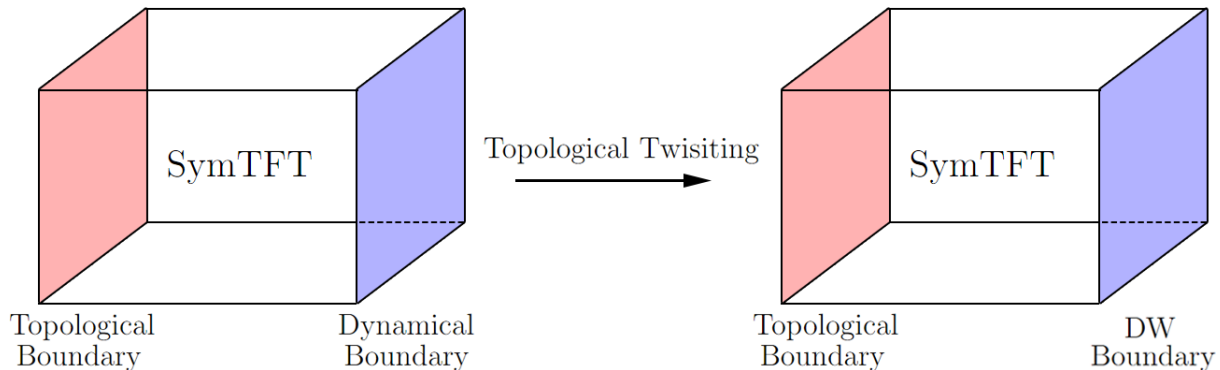 SymTFT
Topological Twisiting
SymTFT
Topological
Boundary
Dynamical
Boundary
Topological
Boundary
DW
Boundary